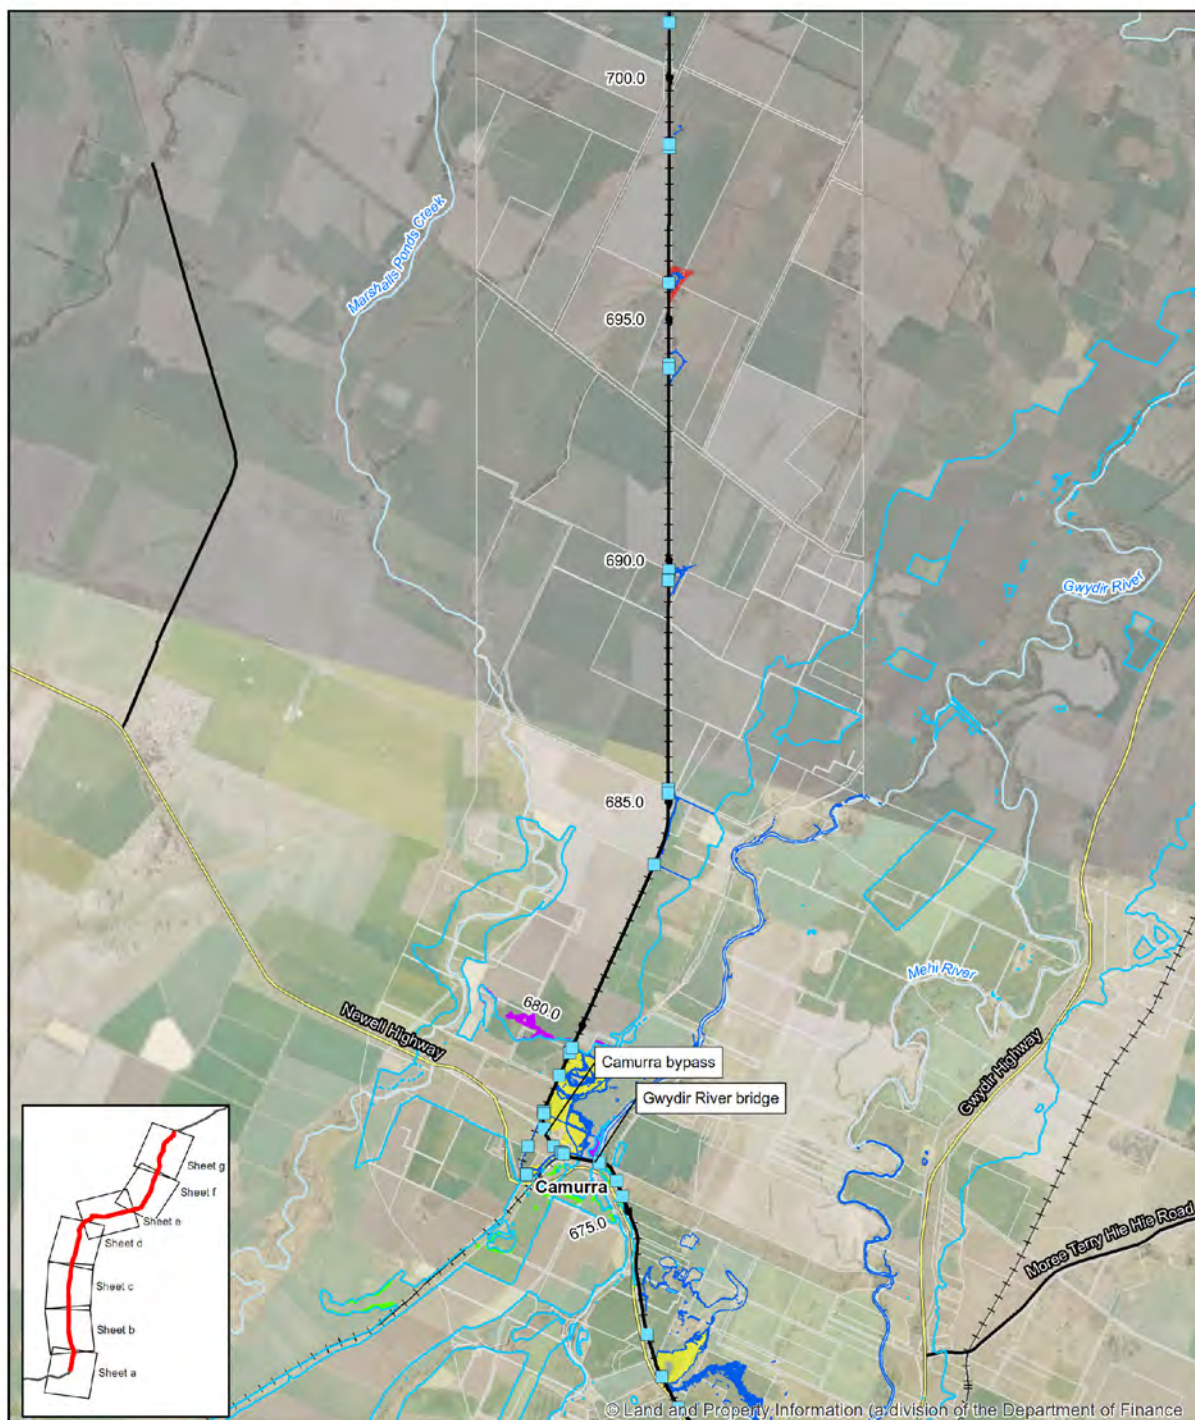 700.0
Marshalls Ponds Creek
695.0
690.0
Gwydir River
685.0
Mehi River
680.0
Newell Highway
Camurra bypass
Gwydir River bridge
Gwydir Highway
Camurra
675.0
Moree Terry Hie Hie Road
Sheet g
Sheet f
Sheet e
Sheet d
Sheet c
Sheet b
Sheet a
© Land and Property Information (a division of the Department of Finance